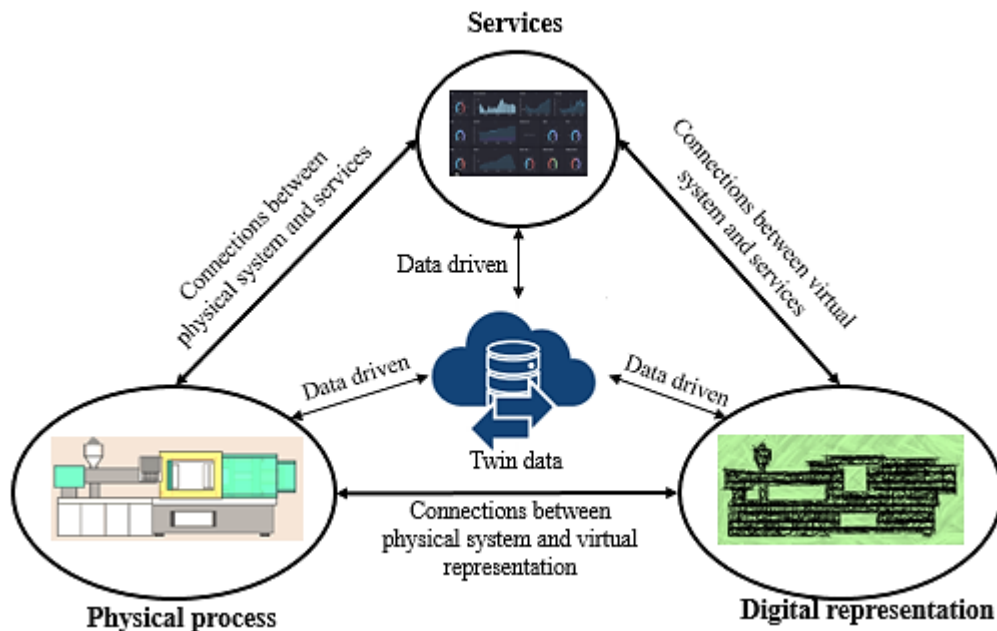 Services
Connections between
physical system and services
Connections between virtual
system and services
Data driven
Data driven
Data driven
Twin data
Connections between
physical system and virtual
representation
Physical process
Digital representation